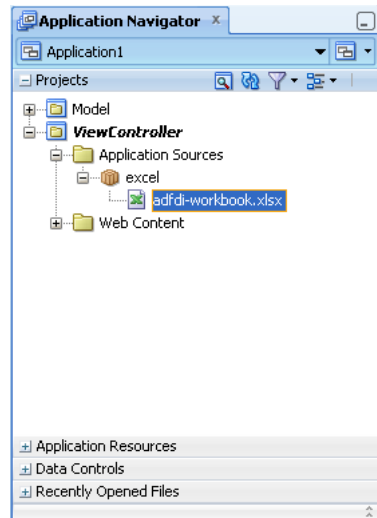 Application Navigator
Application1
Projects
Model
ViewController
Application Sources
excel
adfdi-workbook.xlsx
Web Content
Application Resources
Data Controls
Recently Opened Files